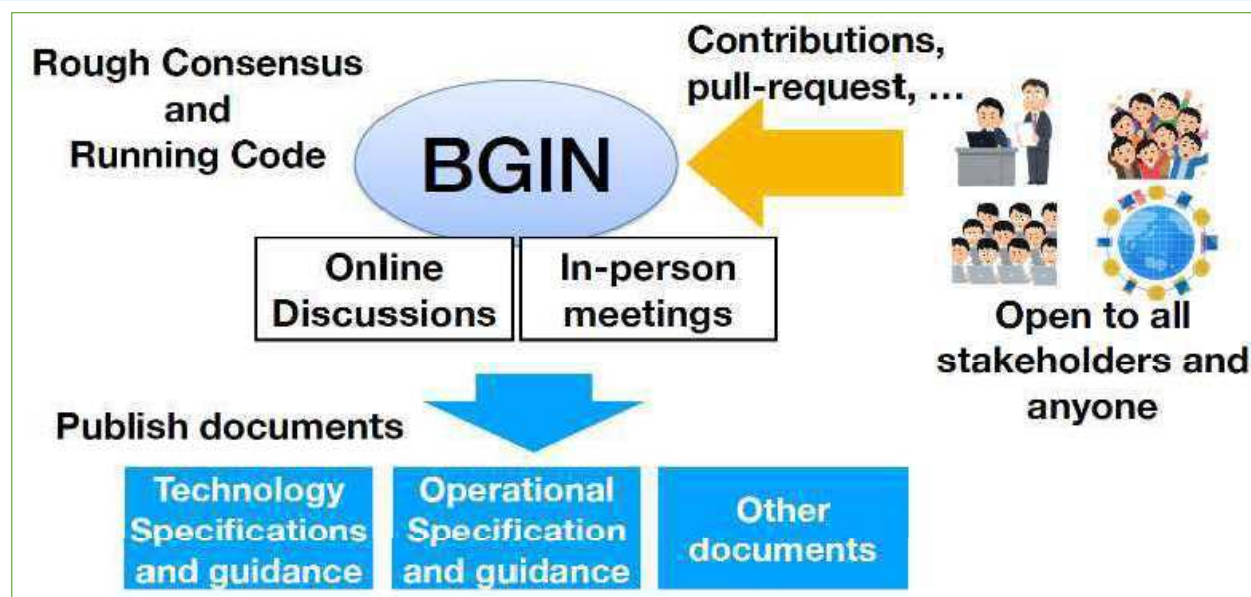 Rough Consensus
and
Running Code
BGIN
Contributions,
pull-request, ...
Online
Discussions
In-person
meetings
Open to all
stakeholders and
anyone
Publish documents
Technology
Specifications
and guidance
Operational
Specification
and guidance
Other
documents